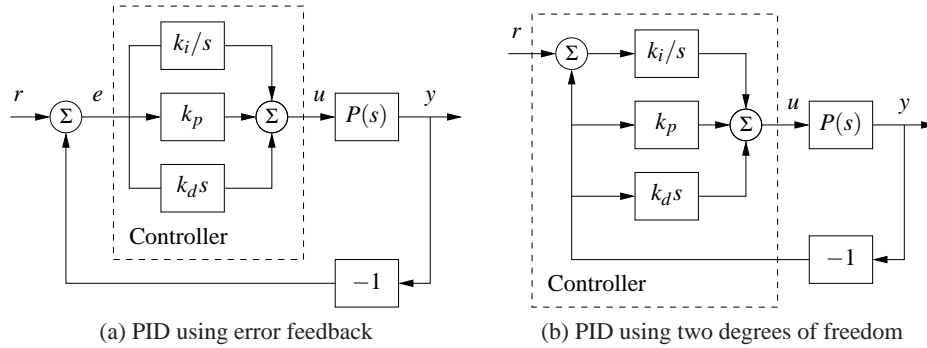 r
Σ
e
k_i/s
k_p
k_d s
Σ
u
P(s)
y
Controller
−1
(a) PID using error feedback
r
Σ
k_i/s
k_p
k_d s
Σ
u
P(s)
y
Controller
−1
(b) PID using two degrees of freedom